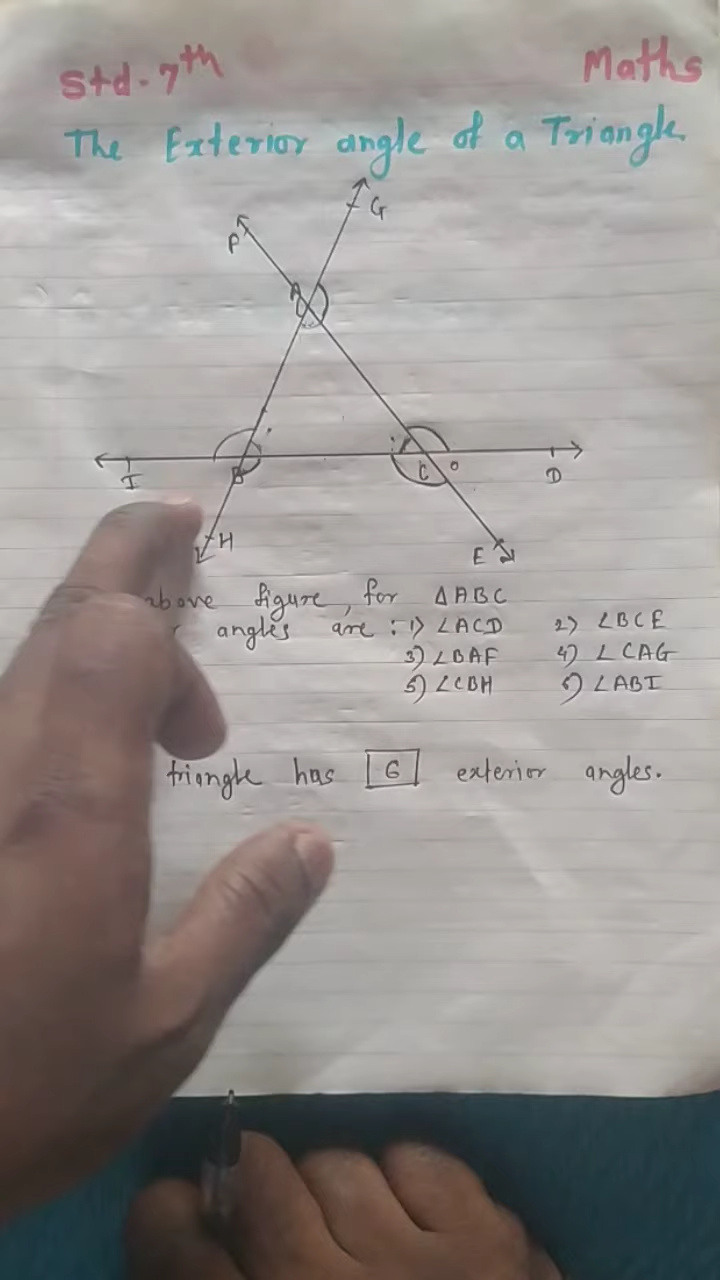 Std - 7th Maths
The Exterior angle of a Triangle.
G
F
A
I B C D
H E
above figure, for ΔABC
angles are : 1) ∠ACD 2) ∠BCE
3) ∠BAF 4) ∠CAG
5) ∠CBH 6) ∠ABI
triangle has 6 exterior angles.